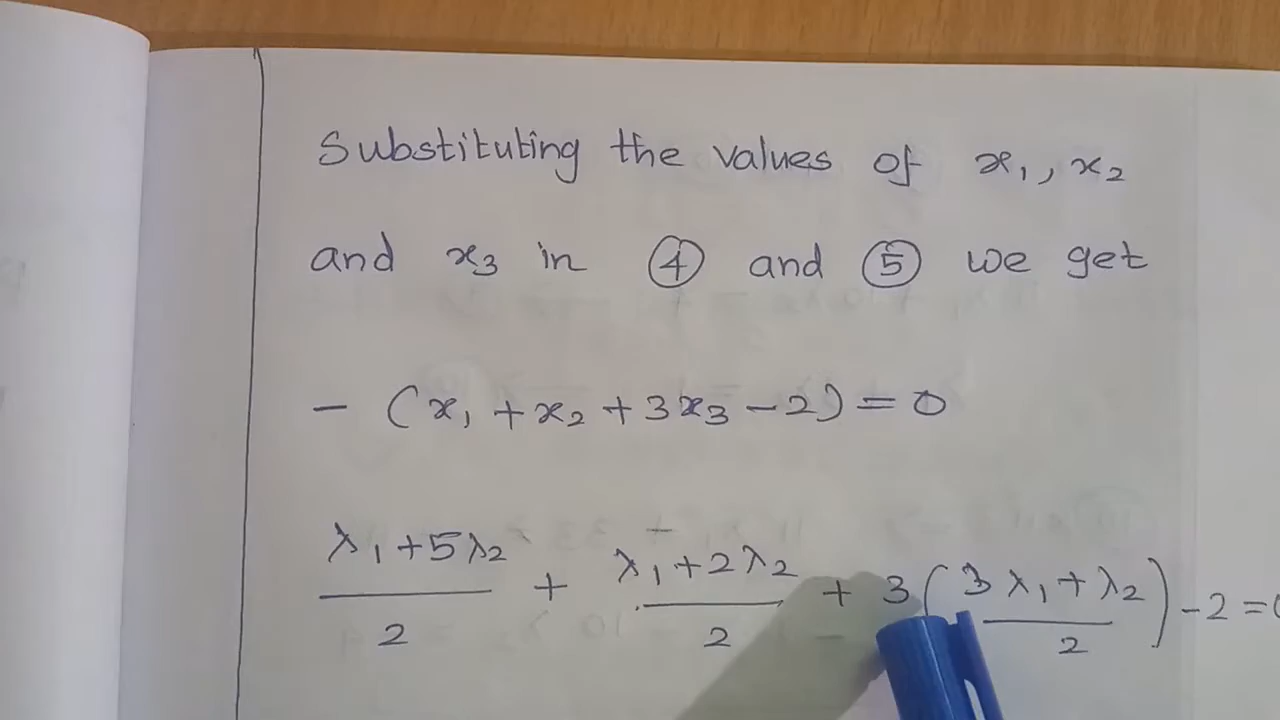 Substituting the values of x₁, x₂
and x₃ in ④ and ⑤ we get
- (x₁ + x₂ + 3x₃ - 2) = 0
(λ₁ + 5λ₂)/2 + (λ₁ + 2λ₂)/2 + 3((3λ₁ + λ₂)/2) - 2 = 0